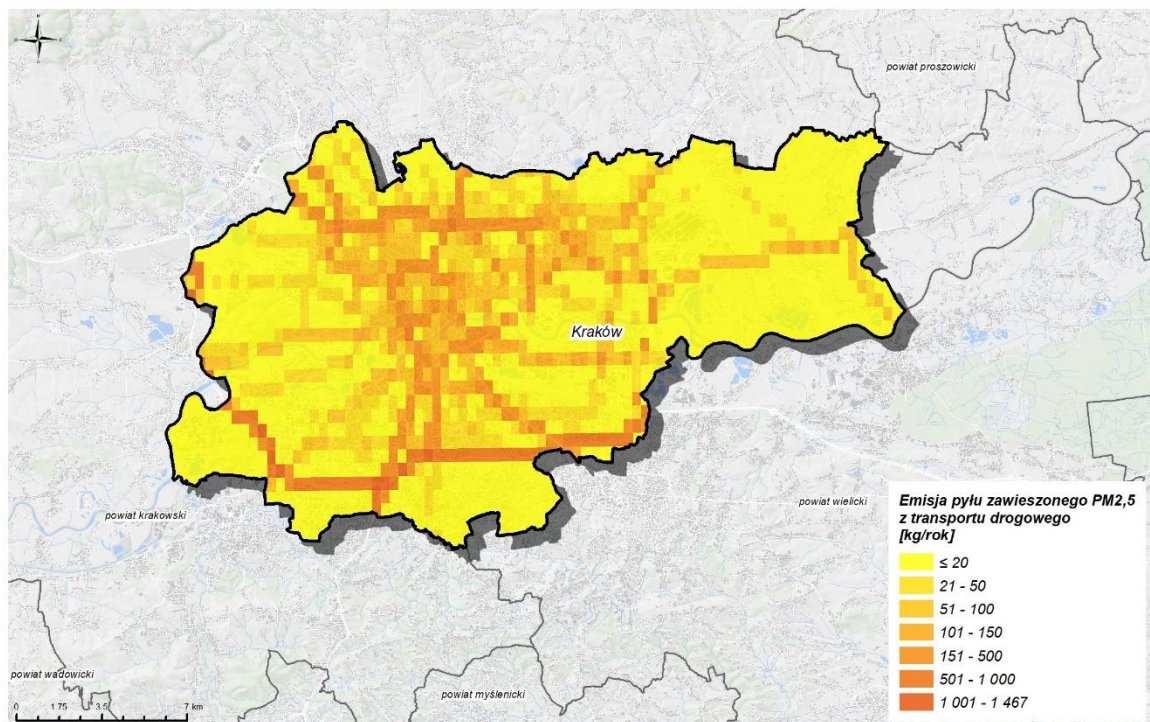 powiat proszowicki
Kraków
powiat wielicki
powiat krakowski
powiat wadowicki
powiat myślenicki
0 1.75 3.5 7 km
Emisja pyłu zawieszonego PM2,5
z transportu drogowego
[kg/rok]
≤ 20
21 - 50
51 - 100
101 - 150
151 - 500
501 - 1 000
1 001 - 1 467